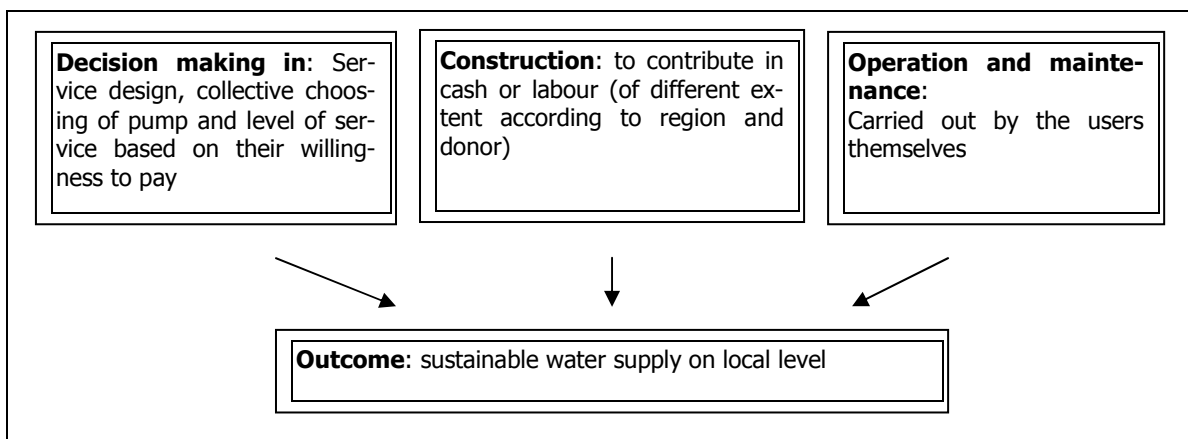 Decision making in: Ser-
vice design, collective choos-
ing of pump and level of ser-
vice based on their willing-
ness to pay
Construction: to contribute in
cash or labour (of different ex-
tent according to region and
donor)
Operation and mainte-
nance:
Carried out by the users
themselves
Outcome: sustainable water supply on local level